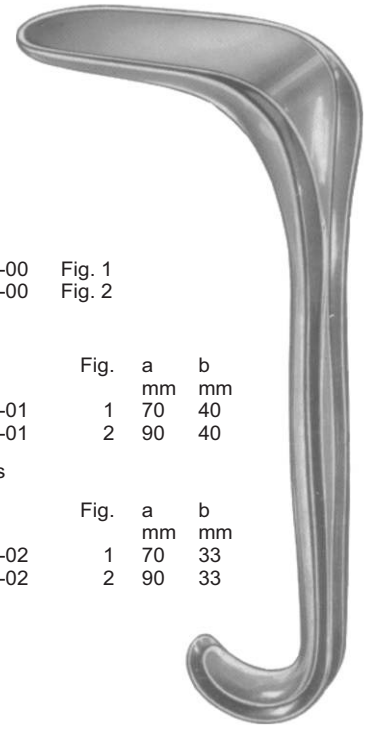 -00 Fig. 1
-00 Fig. 2
Fig. a b
mm mm
-01 1 70 40
-01 2 90 40
s
Fig. a b
mm mm
-02 1 70 33
-02 2 90 33